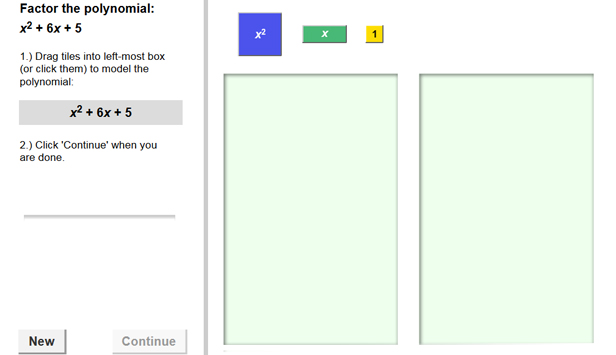 Factor the polynomial:
x² + 6x + 5
1.) Drag tiles into left-most box
(or click them) to model the
polynomial:
x² + 6x + 5
2.) Click 'Continue' when you
are done.
New
Continue
x²
x
1